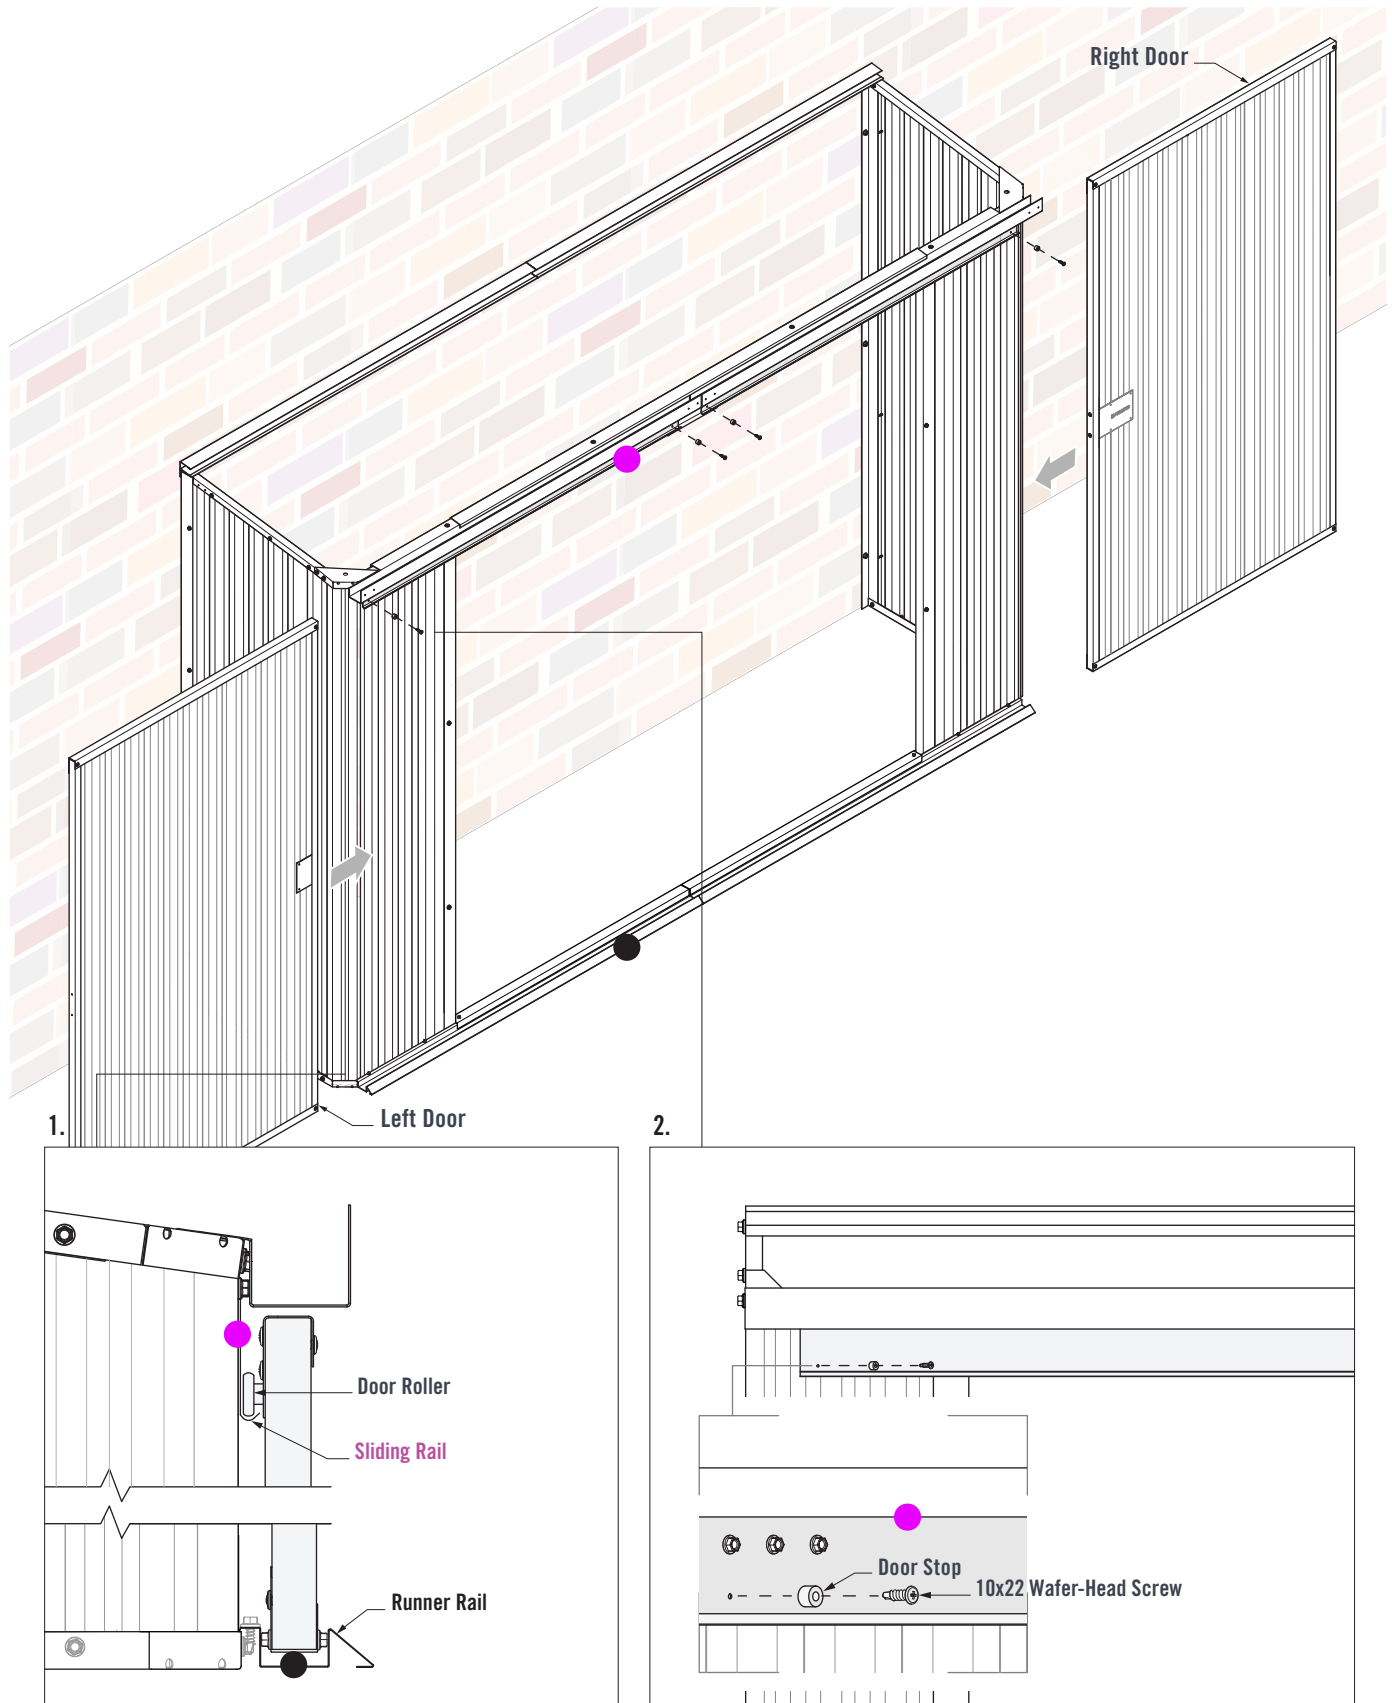 Right Door
Left Door
1.
2.
Door Roller
Sliding Rail
Runner Rail
Door Stop
10x22 Wafer-Head Screw